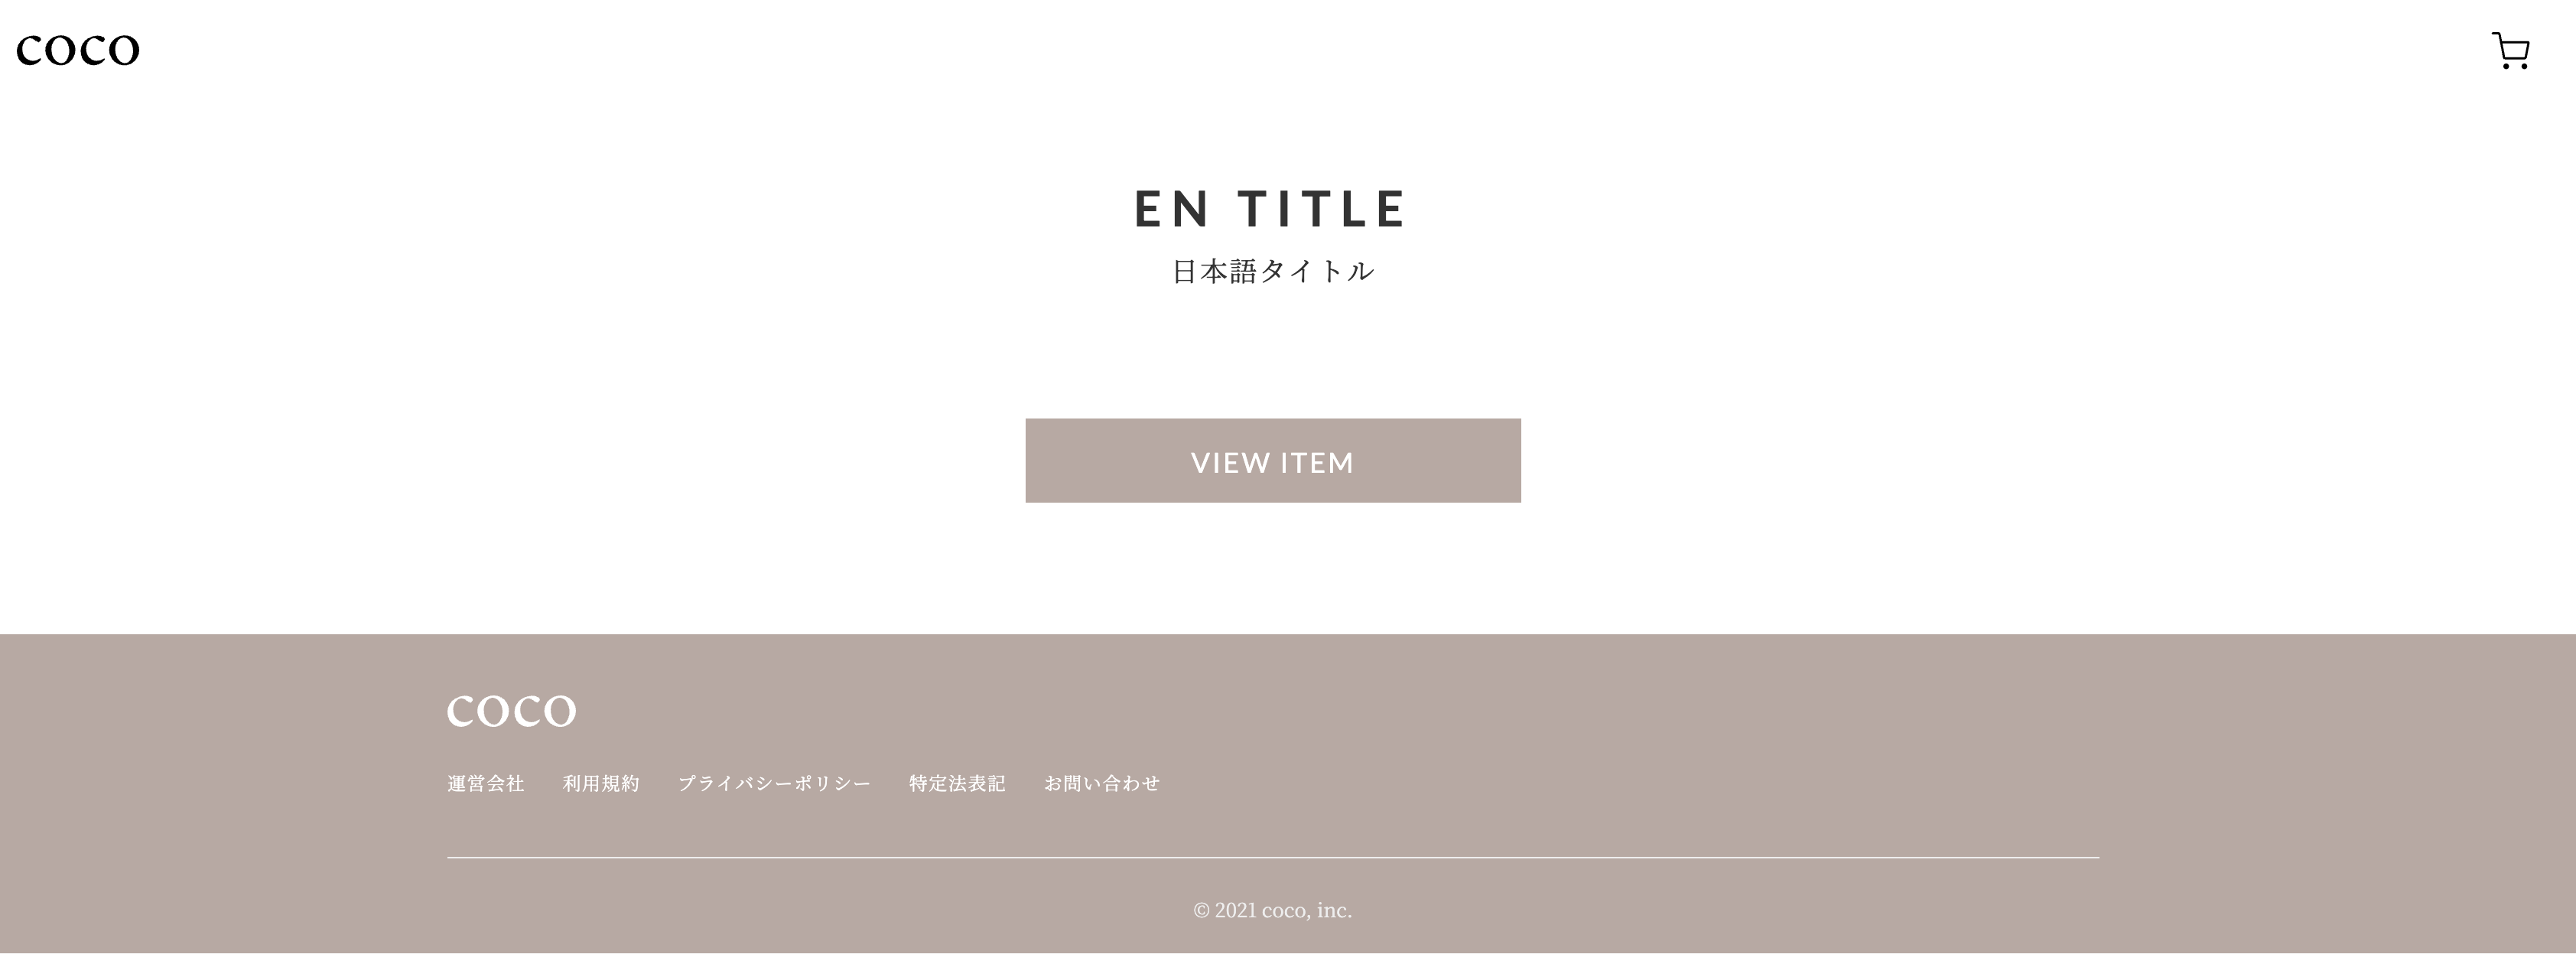 coco
EN TITLE
日本語タイトル
VIEW ITEM
coco
運営会社 利用規約 プライバシーポリシー 特定法表記 お問い合わせ
© 2021 coco, inc.